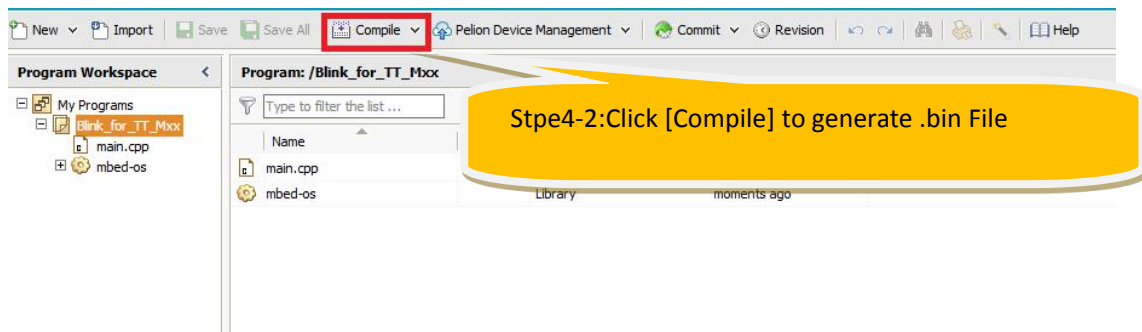 New Import Save Save All Compile Pelion Device Management Commit Revision Help
Program Workspace <
Program: /Blink_for_TT_Mxx
My Programs
Blink_for_TT_Mxx
main.cpp
mbed-os
Type to filter the list ...
Name
main.cpp
mbed-os Library moments ago
Stpe4-2:Click [Compile] to generate .bin File